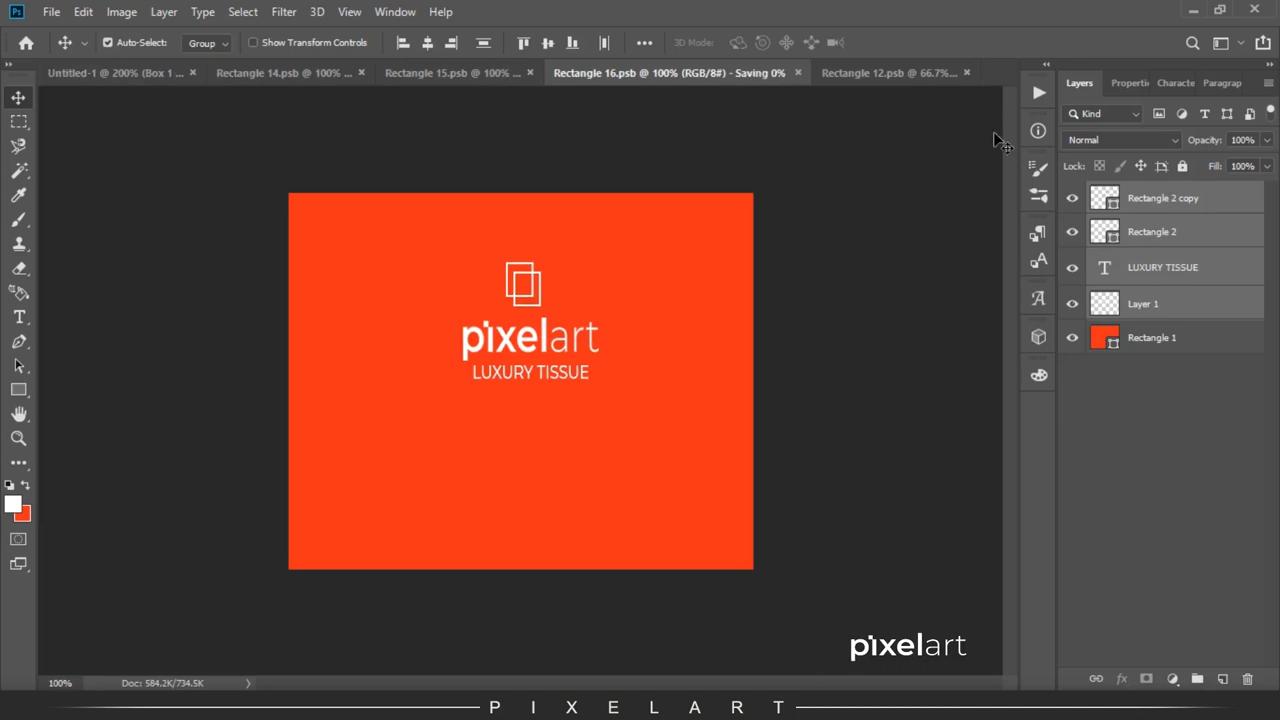 Ps File Edit Image Layer Type Select Filter 3D View Window Help
Auto-Select: Group Show Transform Controls ••• 3D Mode:
Untitled-1 @ 200% (Box 1 ... × Rectangle 14.psb @ 100% ... × Rectangle 15.psb @ 100% ... × Rectangle 16.psb @ 100% (RGB/8#) - Saving 0% × Rectangle 12.psb @ 66.7%... ×
Layers Properti Characte Paragrap
Kind
Normal Opacity: 100%
Lock: Fill: 100%
Rectangle 2 copy
Rectangle 2
LUXURY TISSUE
Layer 1
Rectangle 1
pixelart
LUXURY TISSUE
pixelart
100% Doc: 584.2K/734.5K
PIXELART